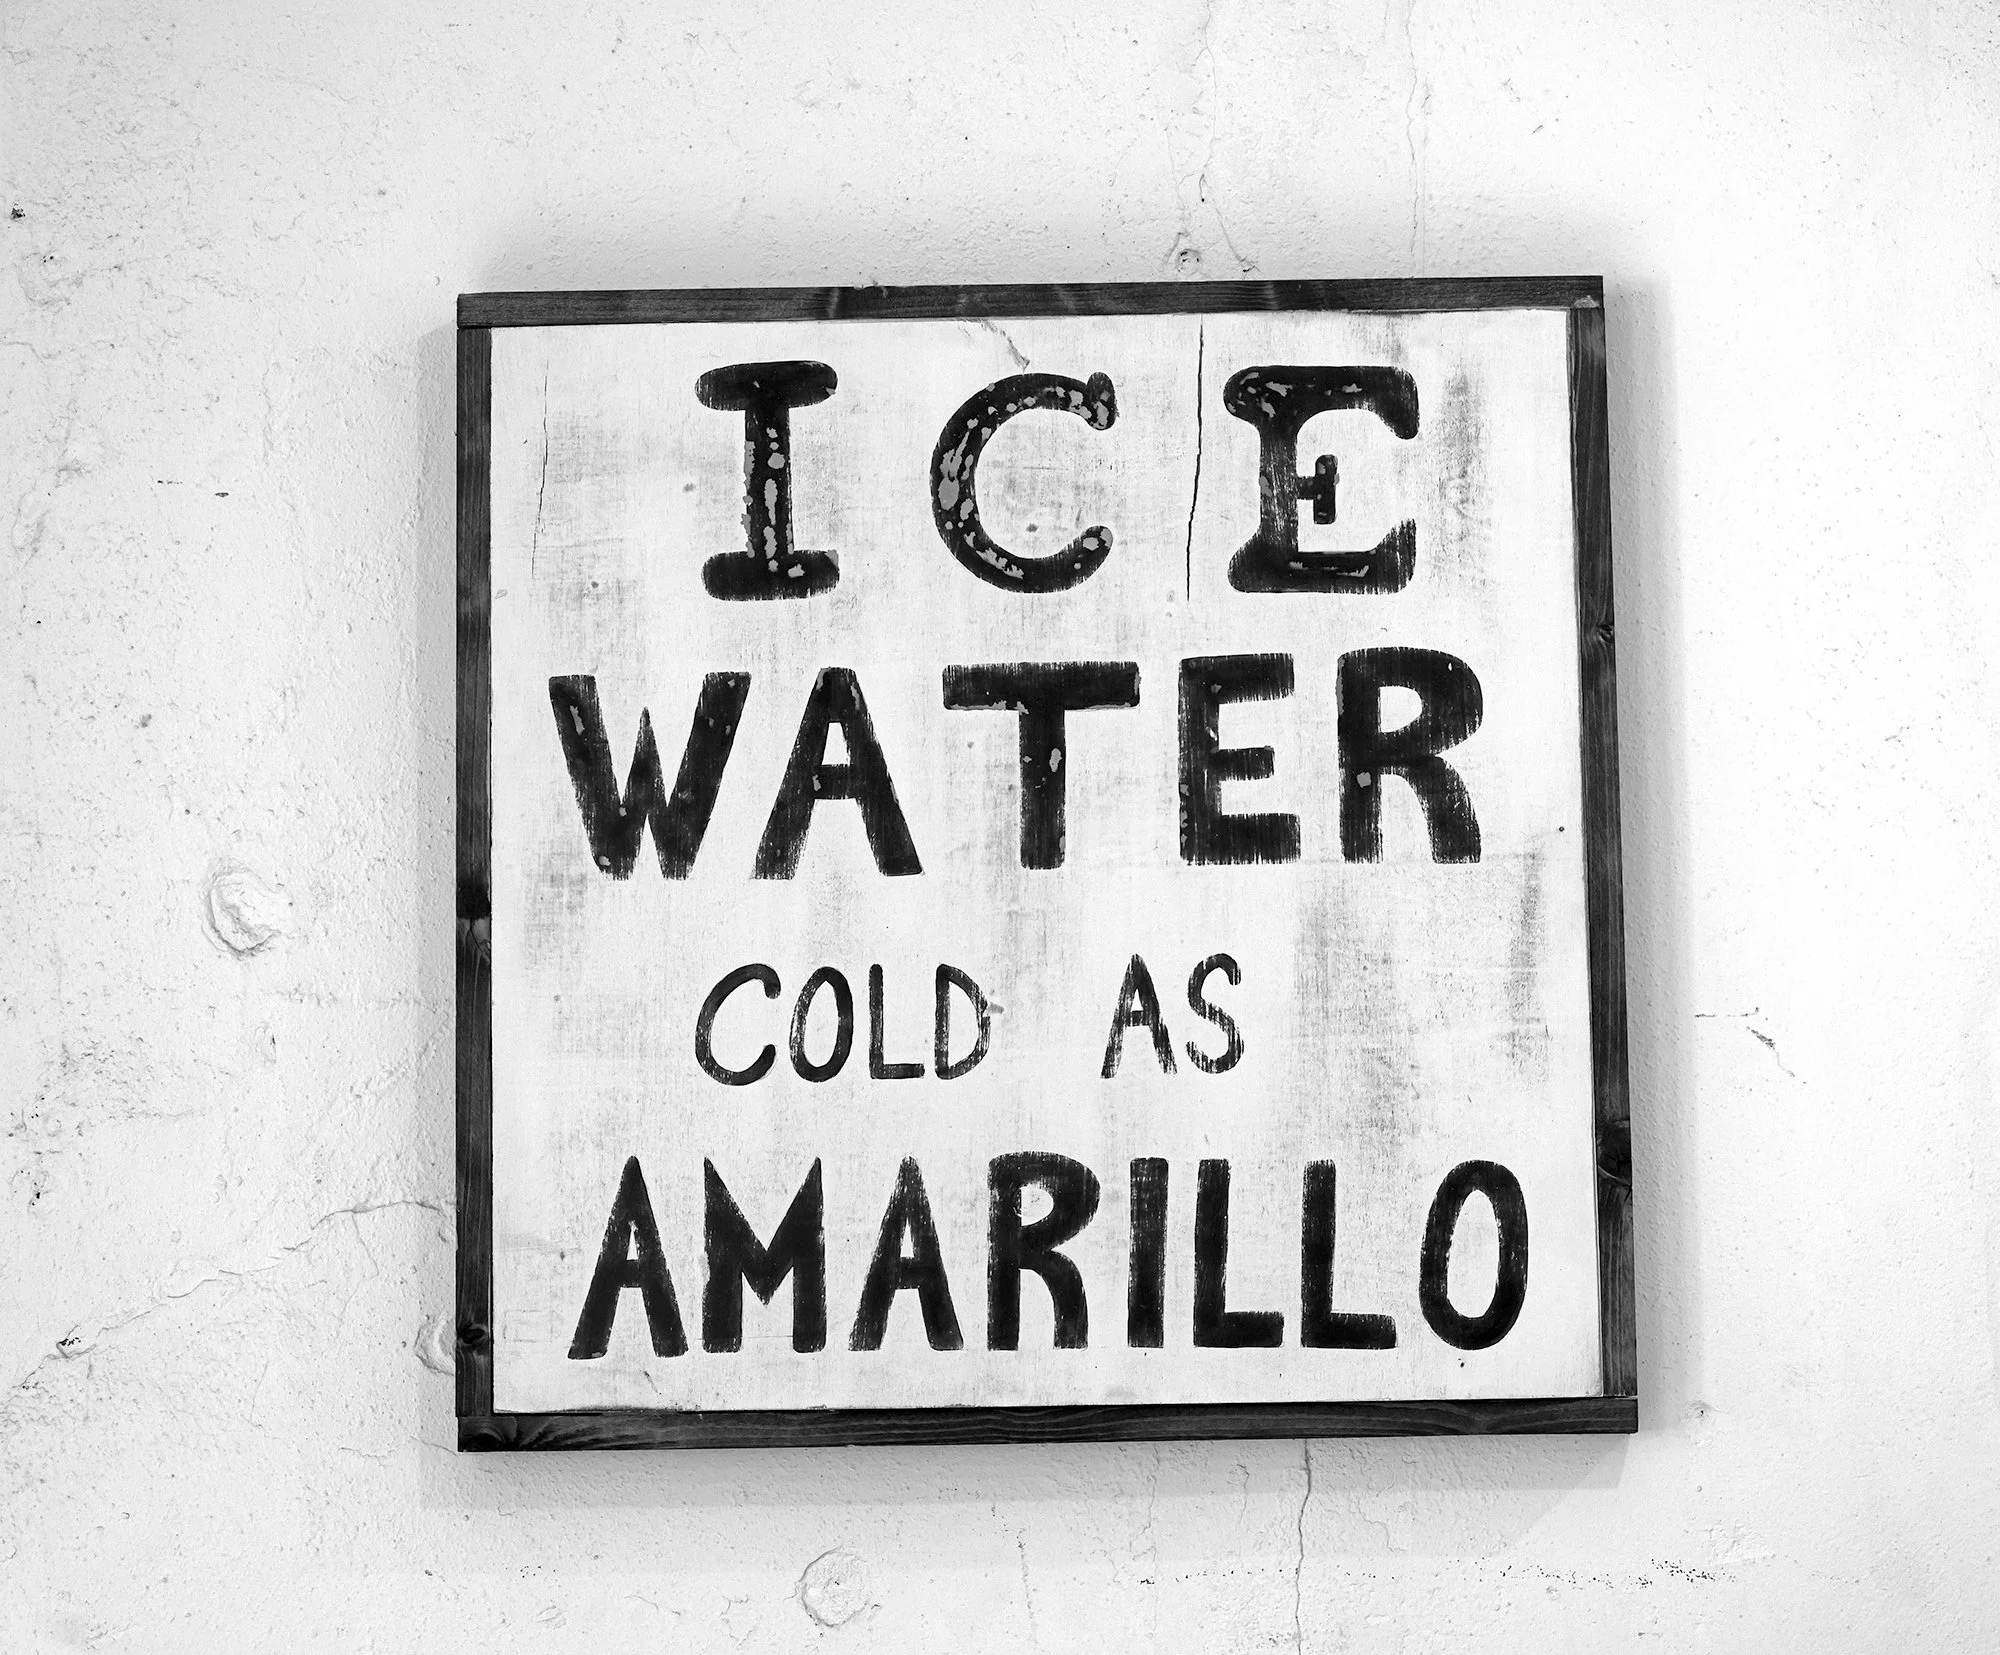 ICE
WATER
COLD AS
AMARILLO